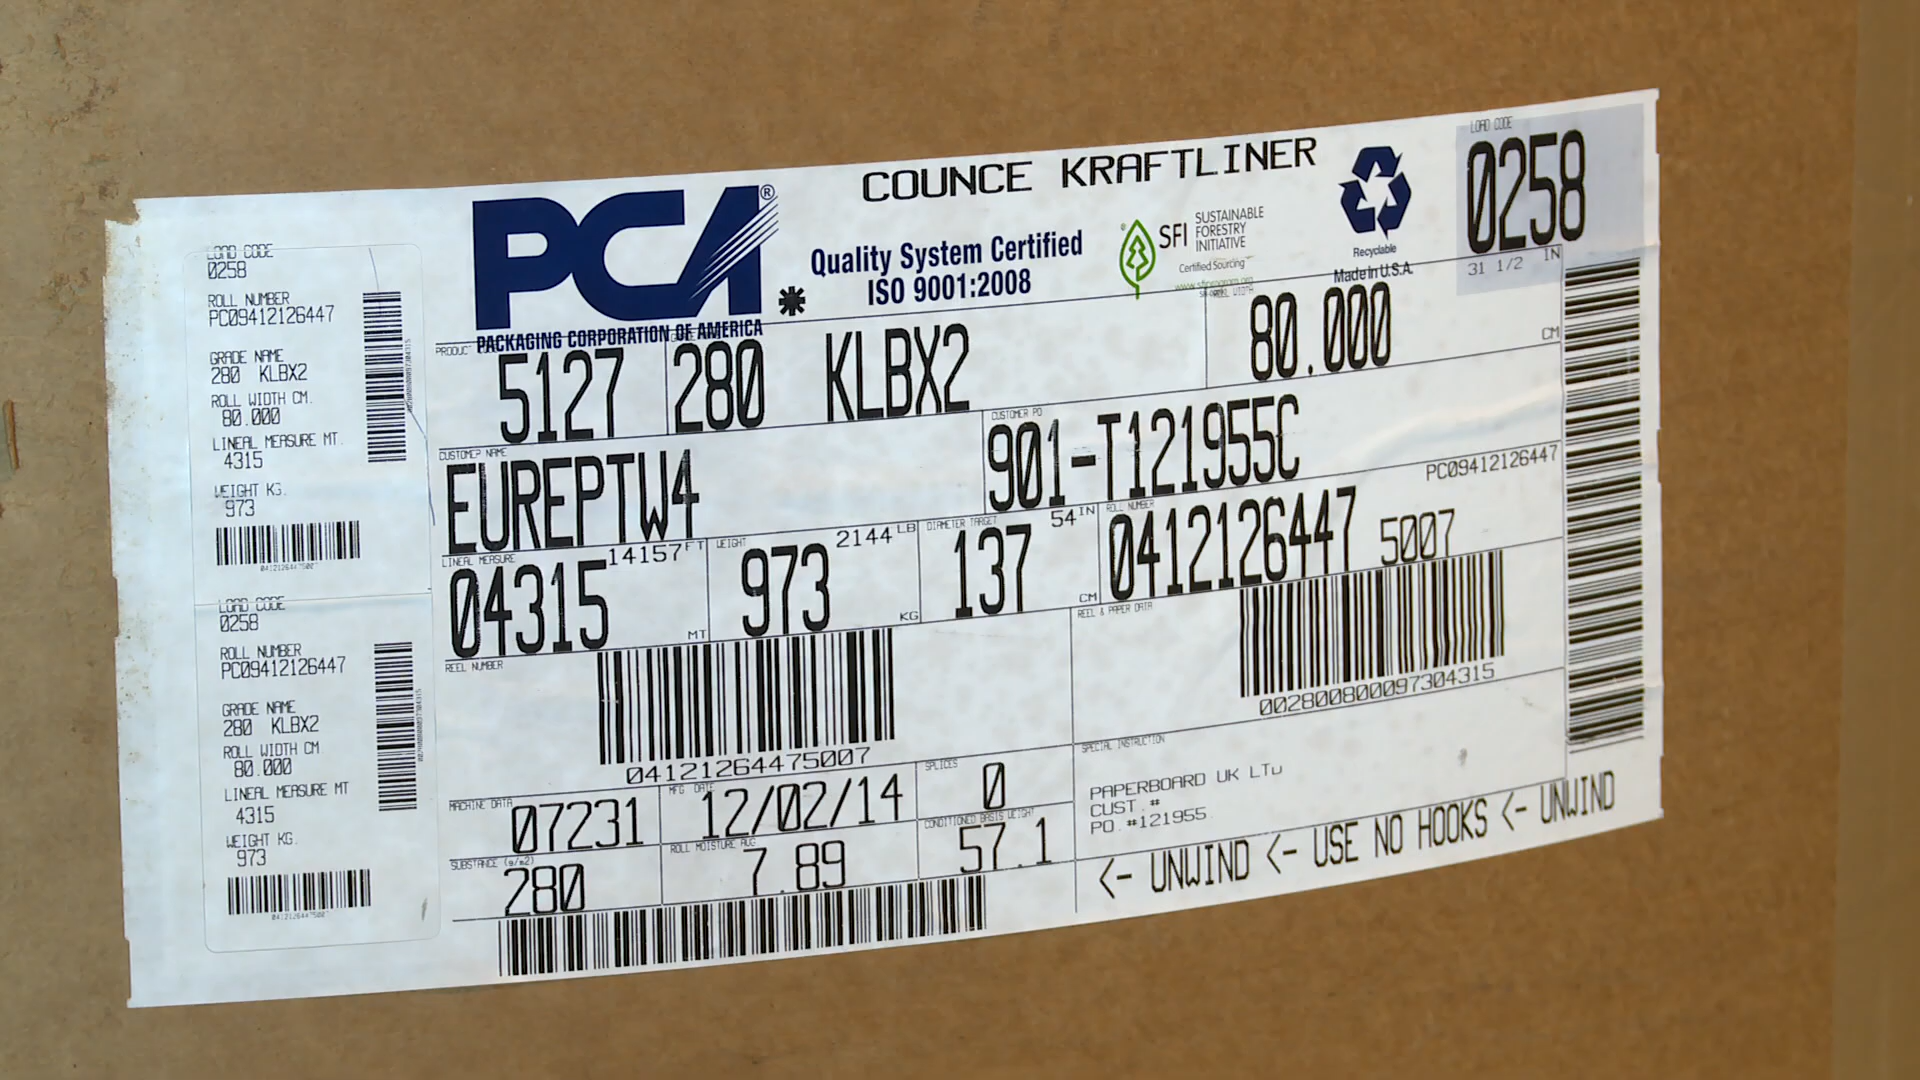 LOAD CODE
0258
ROLL NUMBER
PC09412126447
GRADE NAME
280 KLBX2
ROLL WIDTH CM.
80.000
LINEAL MEASURE MT.
4315
WEIGHT KG.
973
LOAD CODE
0258
ROLL NUMBER
PC09412126447
GRADE NAME
280 KLBX2
ROLL WIDTH CM
80.000
LINEAL MEASURE MT
4315
WEIGHT KG.
973
PCA®
PACKAGING CORPORATION OF AMERICA
COUNCE KRAFTLINER
* Quality System Certified
ISO 9001:2008
SFI
SUSTAINABLE
FORESTRY
INITIATIVE
Certified Sourcing
www.sfiprogram.org
Recyclable
Made in U.S.A.
LOAD CODE
0258
31 1/2 IN
80.000
CM
5127
280 KLBX2
CUSTOMER NAME
EUREPTW4
CUSTOMER PO
901-T121955C
PC09412126447
LINEAL MEASURE
14157 FT
04315
MT
WEIGHT
2144 LB
973
KG
DIAMETER TARGET
54 IN
137
CM
ROLL NUMBER
0412126447 5007
REEL NUMBER
04121264475007
REEL & PAPER DATA
002800800097304315
MACHINE DATA
07231
MFG DATE
12/02/14
SPLICES
0
SUBSTANCE (g/m2)
280
ROLL MOISTURE AVG
7.89
CONDITIONED BASIS WEIGHT
57.1
SPECIAL INSTRUCTION
PAPERBOARD UK LTD
CUST.#
PO.#121955
<- UNWIND <- USE NO HOOKS <- UNWIND